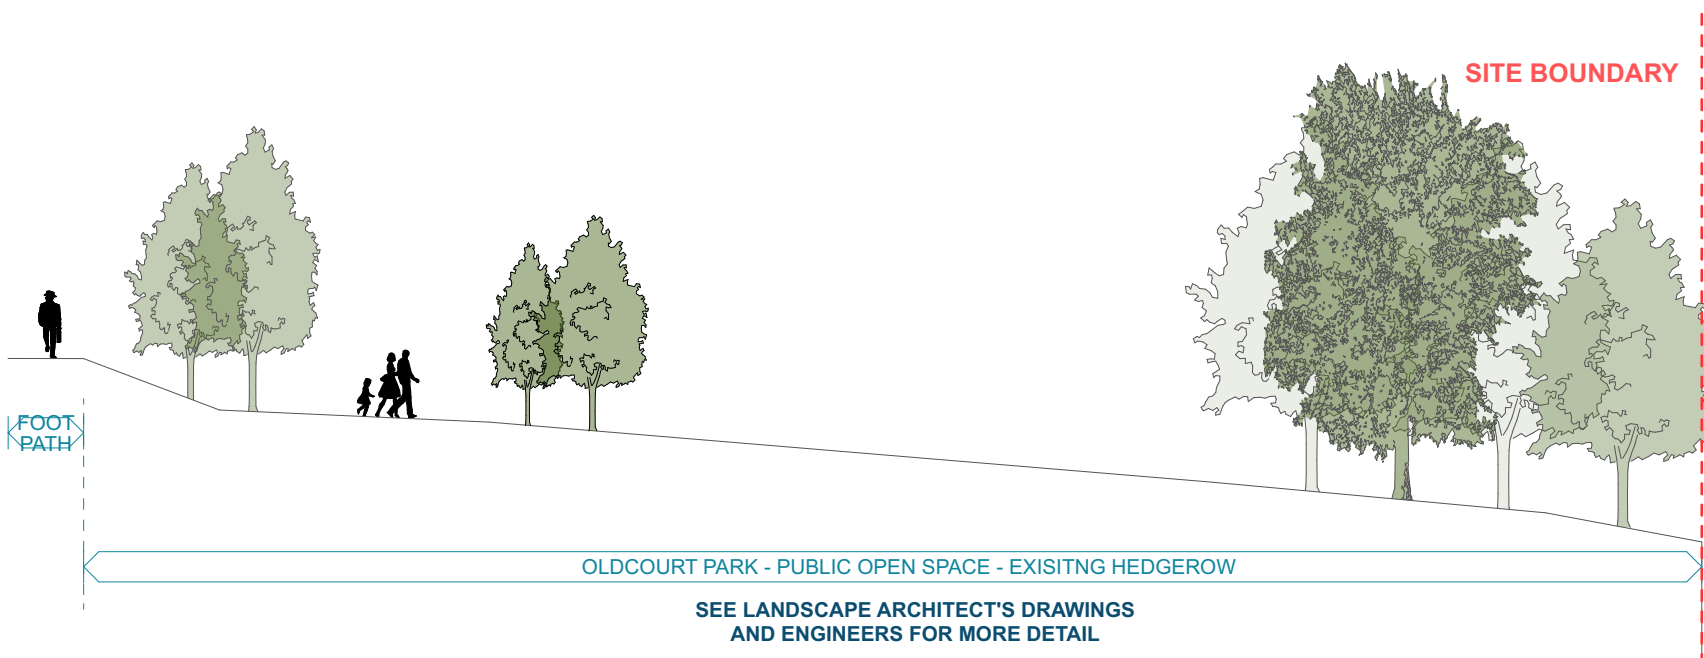 SITE BOUNDARY
FOOT
PATH
OLDCOURT PARK - PUBLIC OPEN SPACE - EXISITNG HEDGEROW
SEE LANDSCAPE ARCHITECT'S DRAWINGS
AND ENGINEERS FOR MORE DETAIL